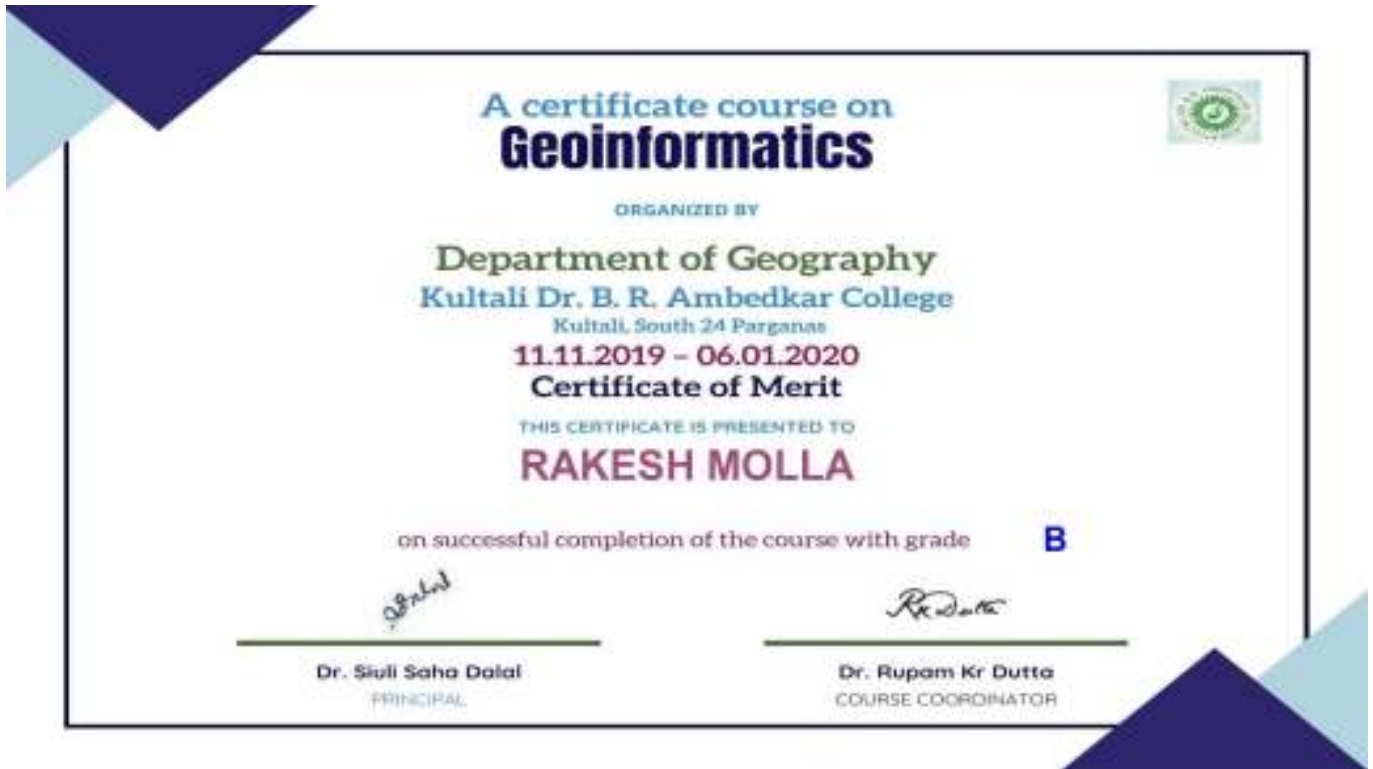 A certificate course on
Geoinformatics
ORGANIZED BY
Department of Geography
Kultali Dr. B. R. Ambedkar College
Kultali, South 24 Parganas
11.11.2019 – 06.01.2020
Certificate of Merit
THIS CERTIFICATE IS PRESENTED TO
RAKESH MOLLA
on successful completion of the course with grade B
Dr. Siuli Saha Dalal
PRINCIPAL
Dr. Rupam Kr Dutta
COURSE COORDINATOR